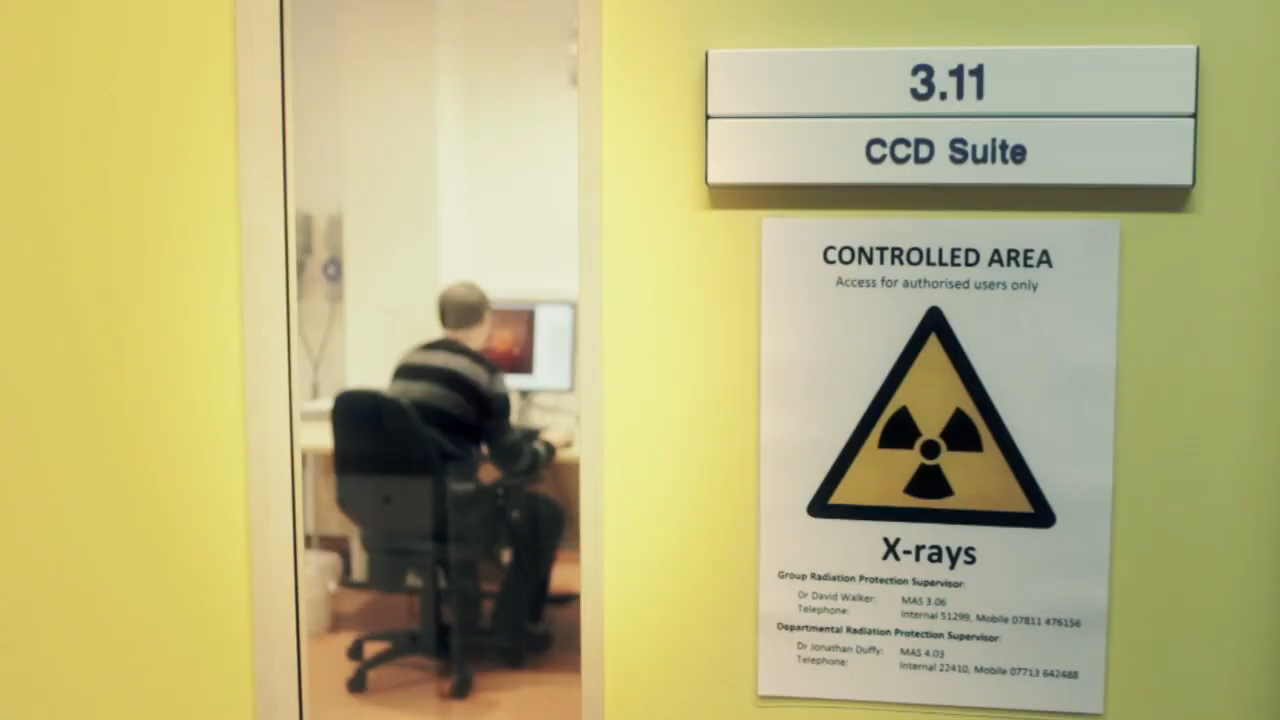 3.11
CCD Suite
CONTROLLED AREA
Access for authorised users only
X-rays
Group Radiation Protection Supervisor:
Dr David Walker: MAS 3.06
Telephone: Internal 51299, Mobile 07811 476156
Departmental Radiation Protection Supervisor:
Dr Jonathan Duffy: MAS 4.03
Telephone: Internal 22410, Mobile 07713 642488